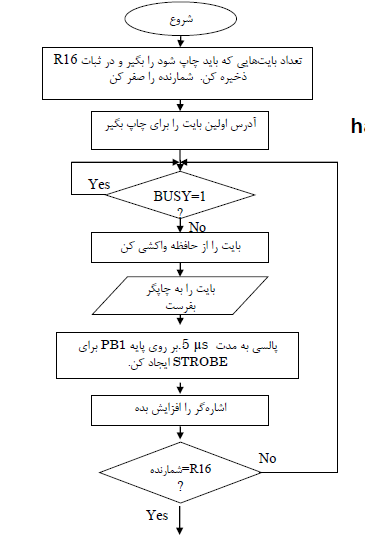 شروع
تعداد بایت‌هایی که باید چاپ شود را بگیر و در ثبات R16
ذخیره کن. شمارنده را صفر کن
آدرس اولین بایت را برای چاپ بگیر
Yes
BUSY=1
?
No
بایت را از حافظه واکشی کن
بایت را به چاپگر
بفرست
پالسی به مدت 5 µs.بر روی پایه PB1 برای
STROBE ایجاد کن.
اشاره‌گر را افزایش بده
No
شمارنده=R16
?
Yes